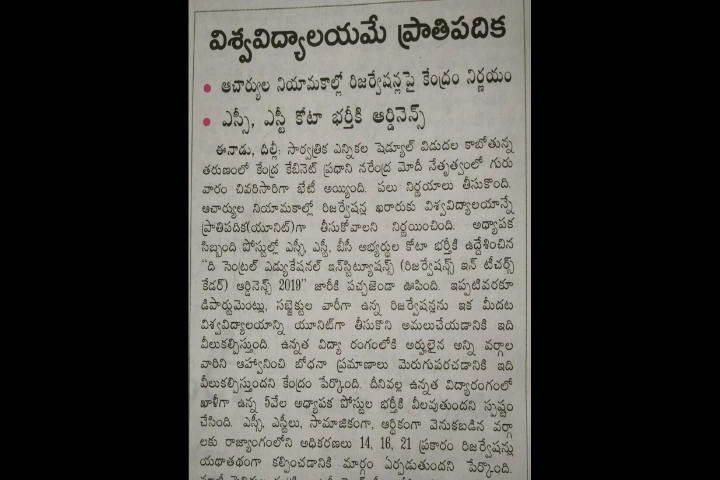 విశ్వవిద్యాలయమే ప్రాతిపదిక
• ఆచార్యుల నియామకాల్లో రిజర్వేషన్లపై కేంద్రం నిర్ణయం
• ఎస్సీ, ఎస్టీ కోటా భర్తీకి ఆర్డినెన్స్
ఈనాడు, దిల్లీ: సార్వత్రిక ఎన్నికల షెడ్యూల్ విడుదల కాబోతున్న
తరుణంలో కేంద్ర కేబినెట్ ప్రధాని నరేంద్ర మోదీ నేతృత్వంలో గురు
వారం చివరిసారిగా భేటీ అయ్యింది. పలు నిర్ణయాలు తీసుకొంది.
ఆచార్యుల నియామకాల్లో రిజర్వేషన్ల ఖరారుకు విశ్వవిద్యాలయాన్నే
ప్రాతిపదిక(యూనిట్)గా తీసుకోవాలని నిర్ణయించింది. అధ్యాపక
సిబ్బంది పోస్టుల్లో ఎస్సీ, ఎస్టీ, బీసీ అభ్యర్థుల కోటా భర్తీకి ఉద్దేశించిన
"ది సెంట్రల్ ఎడ్యుకేషనల్ ఇన్‌స్టిట్యూషన్స్ (రిజర్వేషన్స్ ఇన్ టీచర్స్
కేడర్) ఆర్డినెన్స్ 2019" జారీకి పచ్చజెండా ఊపింది. ఇప్పటివరకూ
డిపార్టుమెంట్లు, సబ్జెక్టుల వారీగా ఉన్న రిజర్వేషన్లను ఇక మీదట
విశ్వవిద్యాలయాన్ని యూనిట్‌గా తీసుకొని అమలుచేయడానికి ఇది
వీలుకల్పిస్తుంది. ఉన్నత విద్యా రంగంలోకి అర్హులైన అన్ని వర్గాల
వారిని ఆహ్వానించి బోధనా ప్రమాణాలు మెరుగుపరచడానికి ఇది
వీలుకల్పిస్తుందని కేంద్రం పేర్కొంది. దీనివల్ల ఉన్నత విద్యారంగంలో
ఖాళీగా ఉన్న 5వేల అధ్యాపక పోస్టుల భర్తీకి వీలవుతుందని స్పష్టం
చేసింది. ఎస్సీ, ఎస్టీలు, సామాజికంగా, ఆర్థికంగా వెనుకబడిన వర్గా
లకు రాజ్యాంగంలోని అధికరణలు 14, 16, 21 ప్రకారం రిజర్వేషన్లు
యథాతథంగా కల్పించడానికి మార్గం ఏర్పడుతుందని పేర్కొంది.